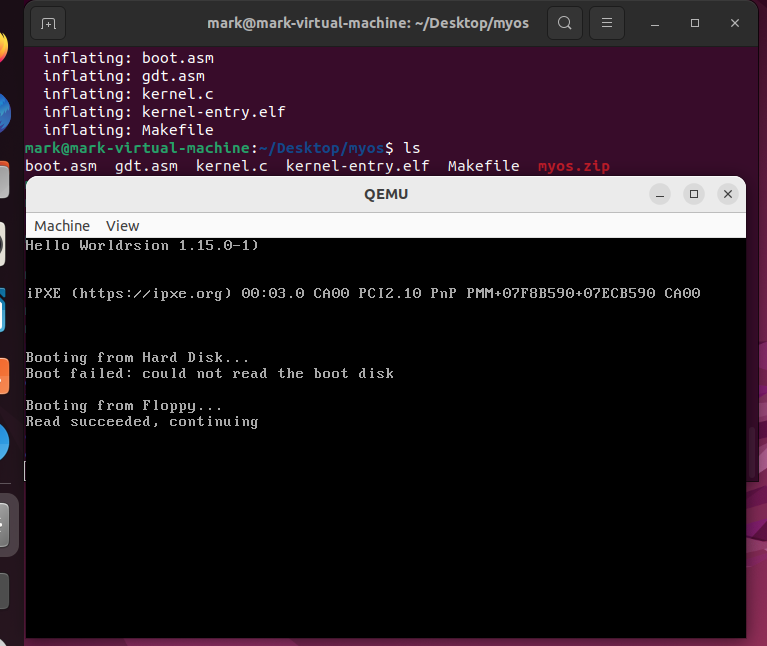 mark@mark-virtual-machine: ~/Desktop/myos
inflating: boot.asm
inflating: gdt.asm
inflating: kernel.c
inflating: kernel-entry.elf
inflating: Makefile
mark@mark-virtual-machine:~/Desktop/myos$ ls
boot.asm gdt.asm kernel.c kernel-entry.elf Makefile myos.zip
QEMU
Machine View
Hello Worldrsion 1.15.0-1)
iPXE (https://ipxe.org) 00:03.0 CA00 PCI2.10 PnP PMM+07F8B590+07ECB590 CA00
Booting from Hard Disk...
Boot failed: could not read the boot disk
Booting from Floppy...
Read succeeded, continuing